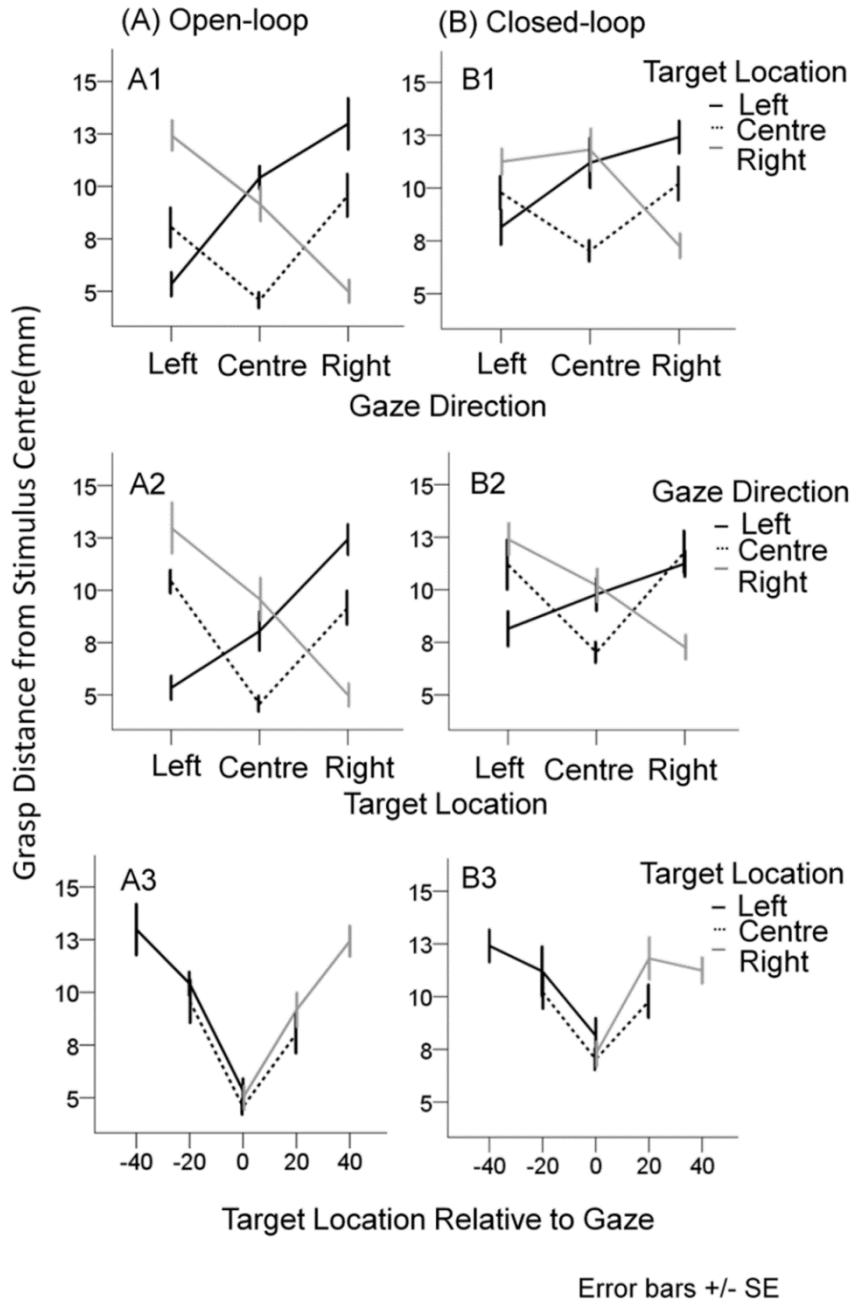 (A) Open-loop
(B) Closed-loop
Grasp Distance from Stimulus Centre(mm)
A1
15
13
10
8
5
Left Centre Right
B1
15
13
10
8
5
Left Centre Right
Target Location
Left
Centre
Right
Gaze Direction
A2
15
13
10
8
5
Left Centre Right
B2
15
13
10
8
5
Left Centre Right
Gaze Direction
Left
Centre
Right
Target Location
A3
15
13
10
8
5
-40 -20 0 20 40
B3
15
13
10
8
5
-40 -20 0 20 40
Target Location
Left
Centre
Right
Target Location Relative to Gaze
Error bars +/- SE